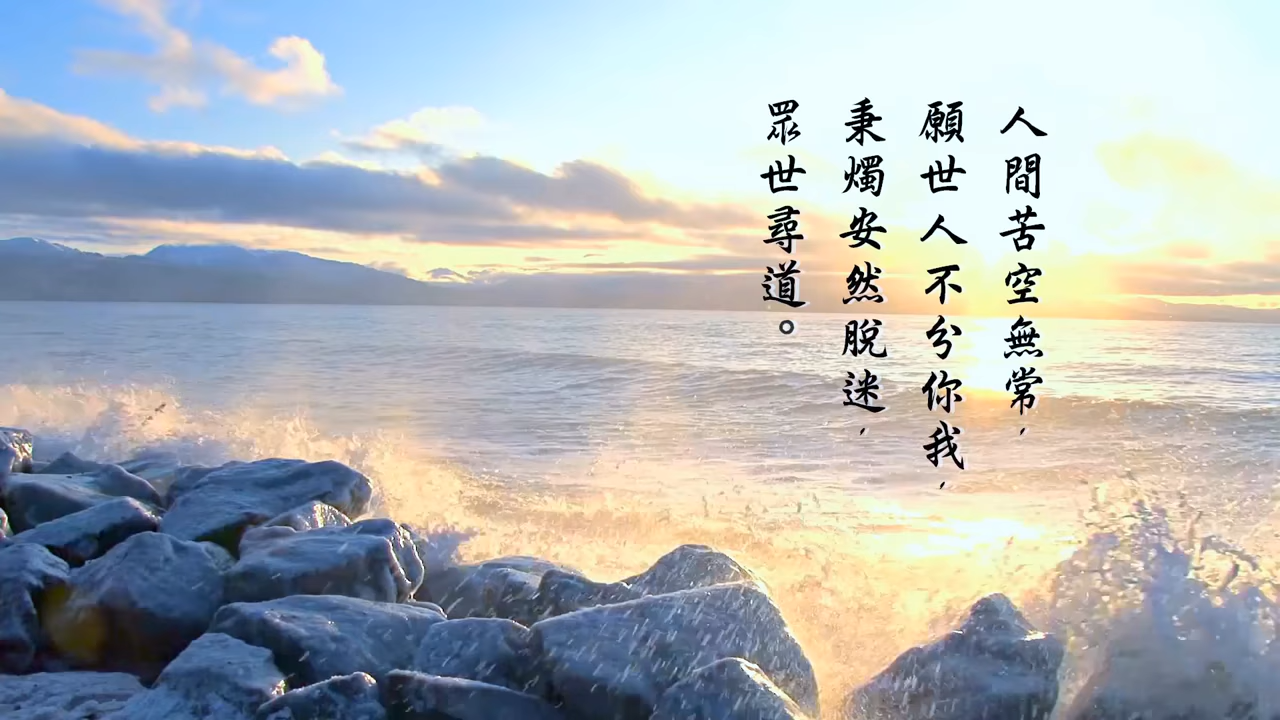 人間苦空無常，
願世人不分你我，
秉燭安然脫迷，
眾世尋道。